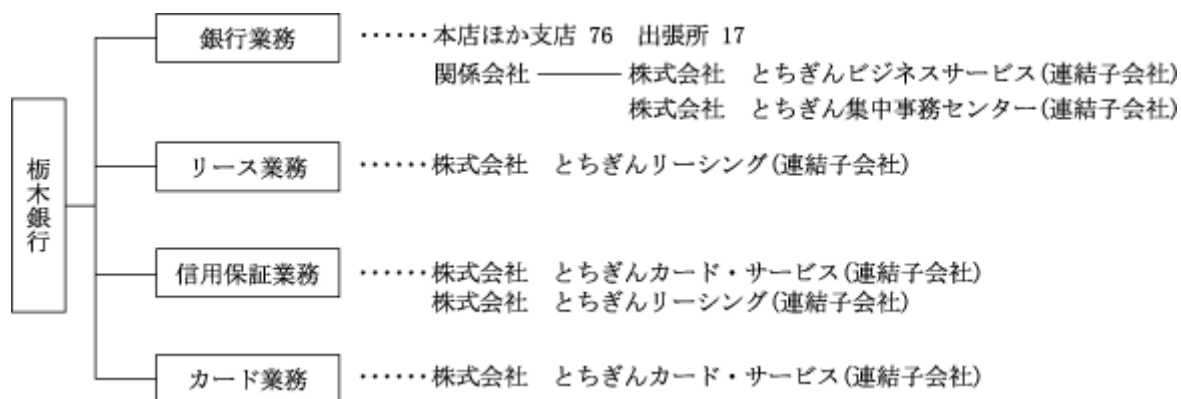 栃木銀行
銀行業務 ······本店ほか支店 76 出張所 17
関係会社 ――― 株式会社 とちぎんビジネスサービス(連結子会社)
株式会社 とちぎん集中事務センター(連結子会社)
リース業務 ······株式会社 とちぎんリーシング(連結子会社)
信用保証業務 ······株式会社 とちぎんカード・サービス(連結子会社)
株式会社 とちぎんリーシング(連結子会社)
カード業務 ······株式会社 とちぎんカード・サービス(連結子会社)